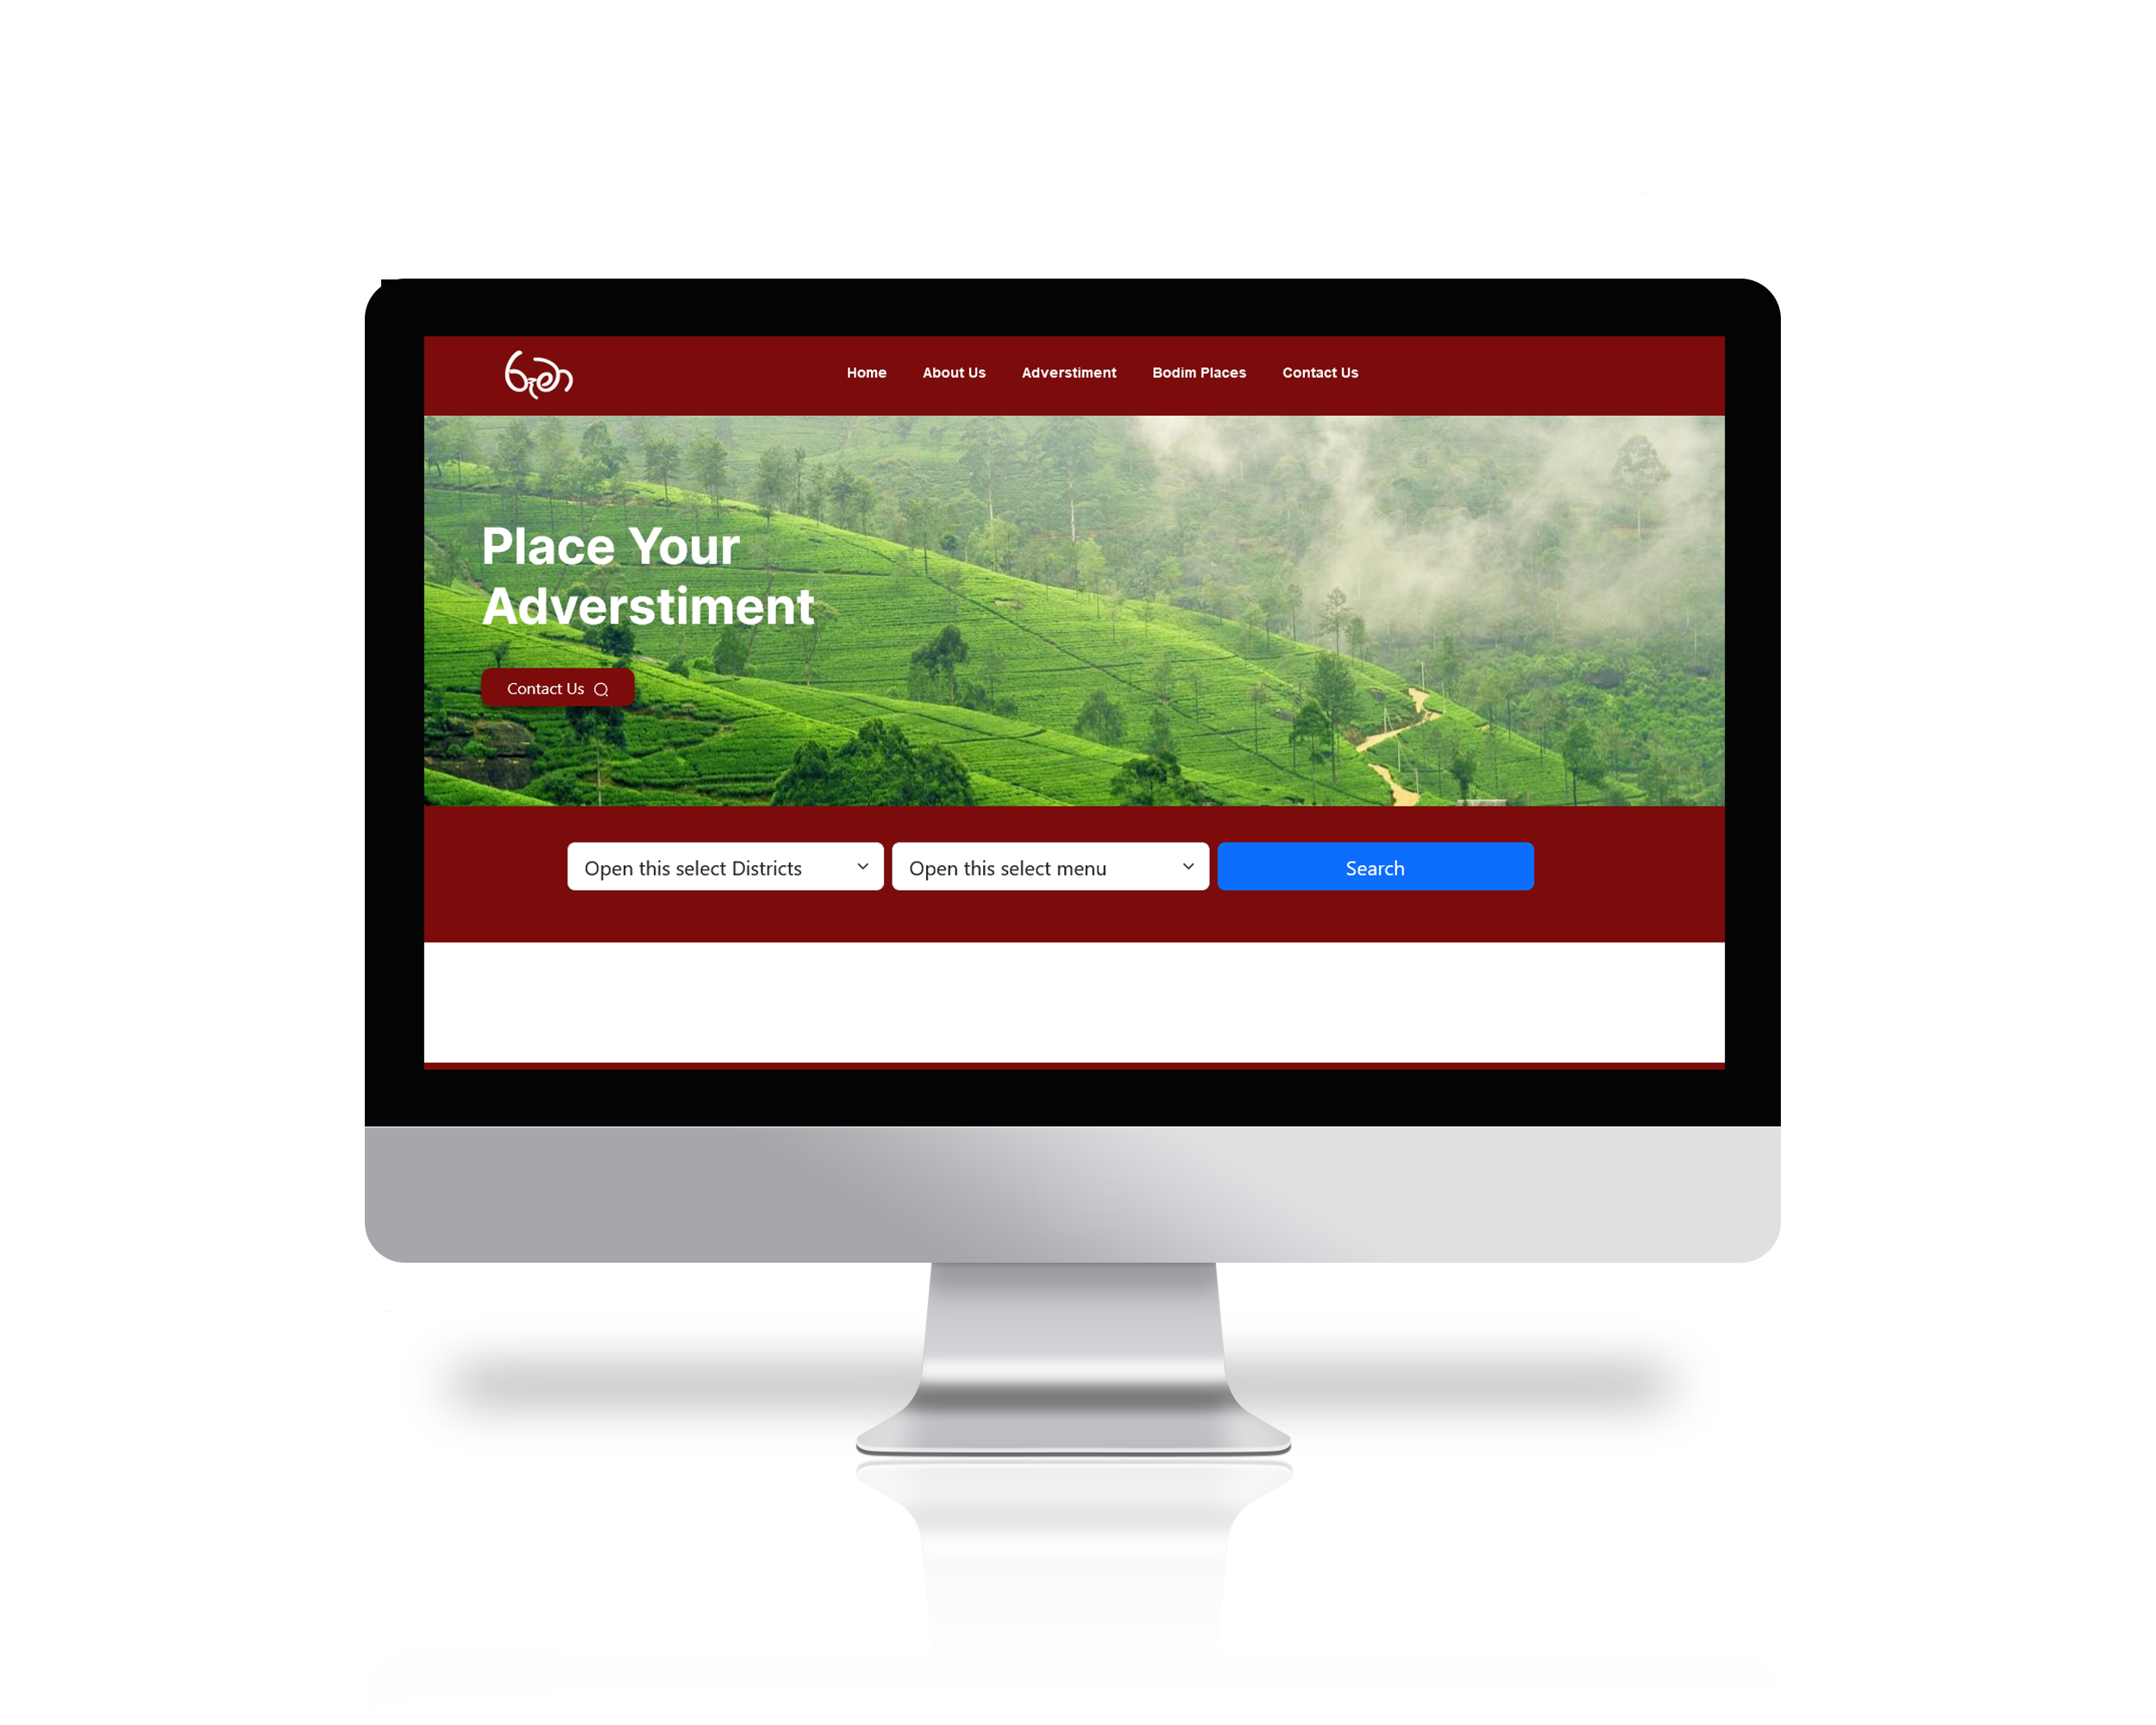 Home
About Us
Adverstiment
Bodim Places
Contact Us
Place Your
Adverstiment
Contact Us
Open this select Districts
Open this select menu
Search